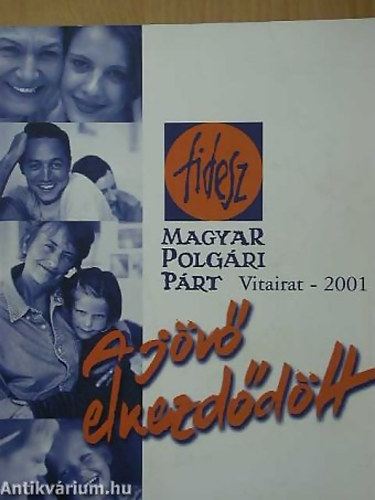 fidesz
MAGYAR
POLGÁRI
PÁRT Vitairat - 2001
A jövő
elkezdődött
Antikvárium.hu